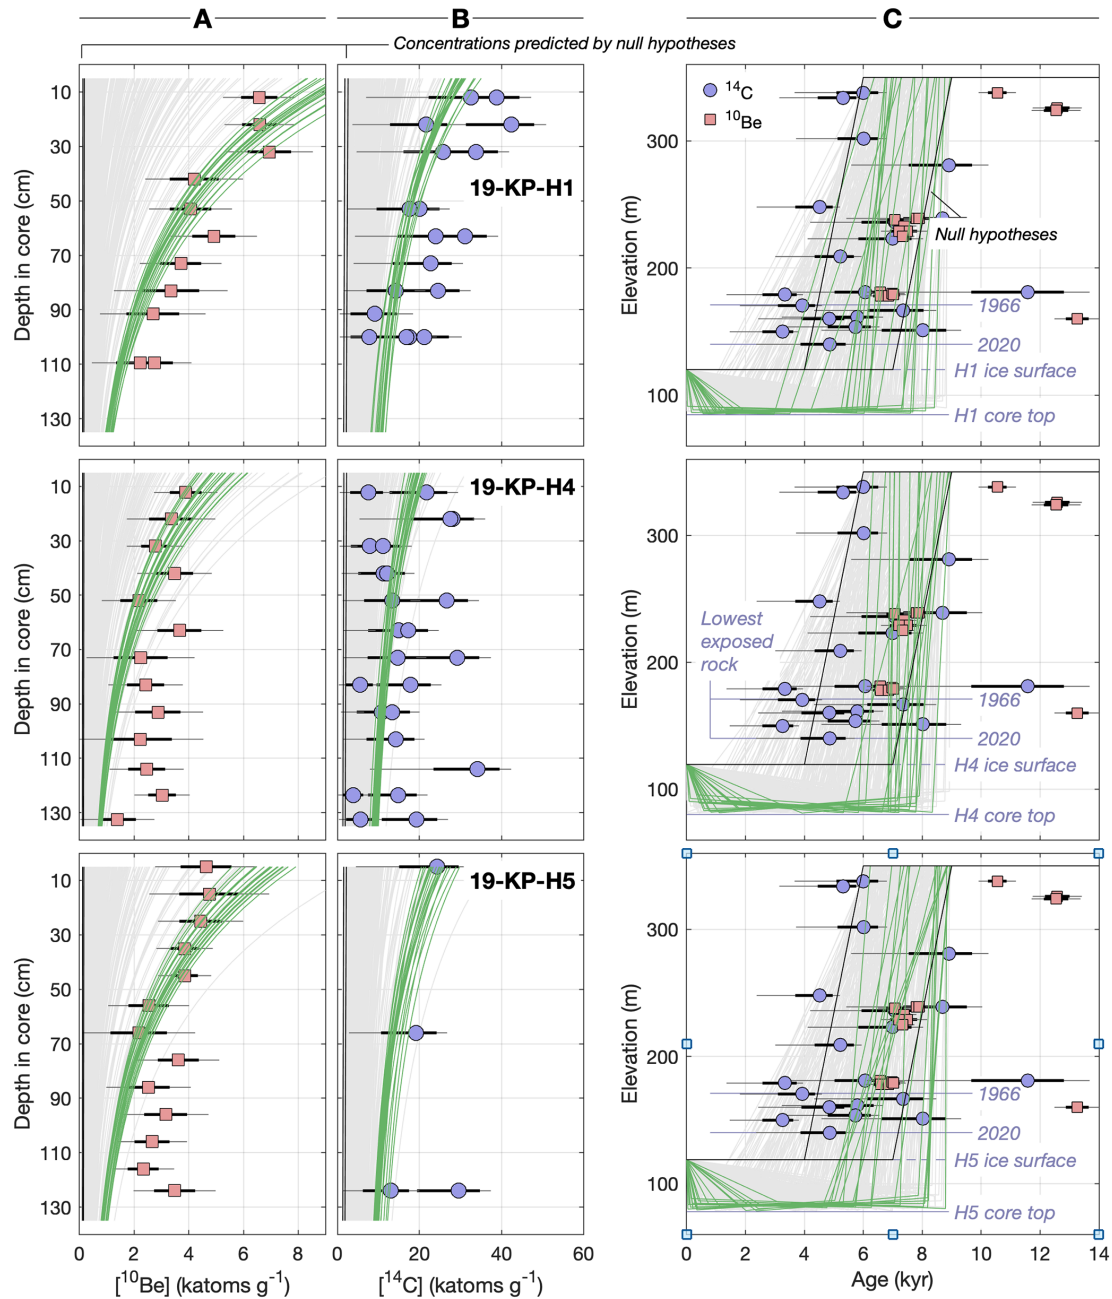 A
B
C
Concentrations predicted by null hypotheses
10
30
50
70
90
110
130
Depth in core (cm)
19-KP-H1
14C
10Be
300
200
100
Elevation (m)
Null hypotheses
1966
2020
H1 ice surface
H1 core top
10
30
50
70
90
110
130
Depth in core (cm)
19-KP-H4
300
200
100
Elevation (m)
Lowest
exposed
rock
1966
2020
H4 ice surface
H4 core top
10
30
50
70
90
110
130
Depth in core (cm)
19-KP-H5
300
200
100
Elevation (m)
1966
2020
H5 ice surface
H5 core top
0 2 4 6 8
0 20 40 60
0 2 4 6 8 10 12 14
[10Be] (katoms g-1)
[14C] (katoms g-1)
Age (kyr)